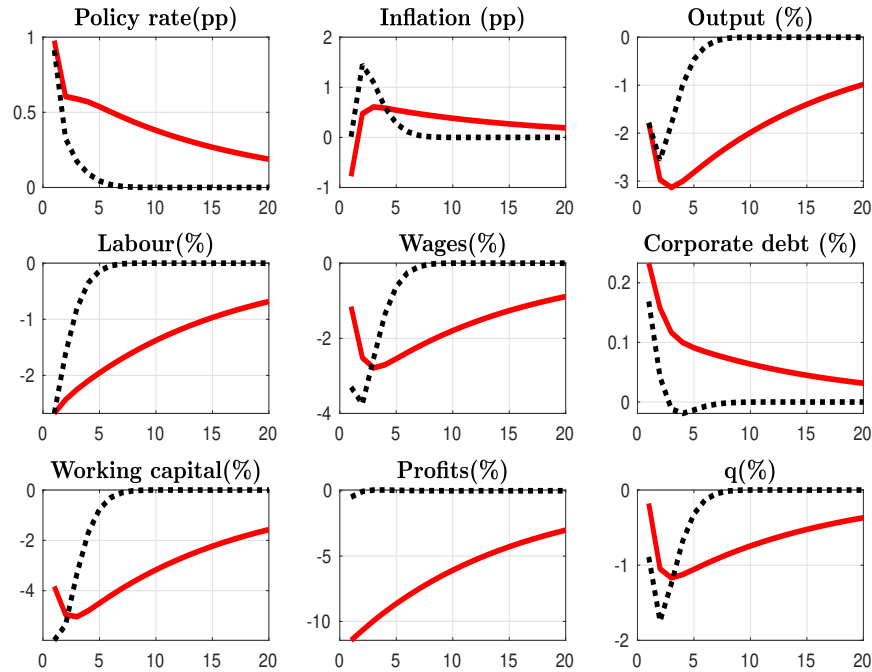 Policy rate(pp)
Inflation (pp)
Output (%)
1
0.5
0
0 5 10 15 20
2
1
0
-1
0 5 10 15 20
0
-1
-2
-3
0 5 10 15 20
Labour(%)
Wages(%)
Corporate debt (%)
0
-1
-2
0 5 10 15 20
0
-2
-4
0 5 10 15 20
0.2
0.1
0
0 5 10 15 20
Working capital(%)
Profits(%)
q(%)
0
-2
-4
0 5 10 15 20
0
-5
-10
0 5 10 15 20
0
-1
-2
0 5 10 15 20